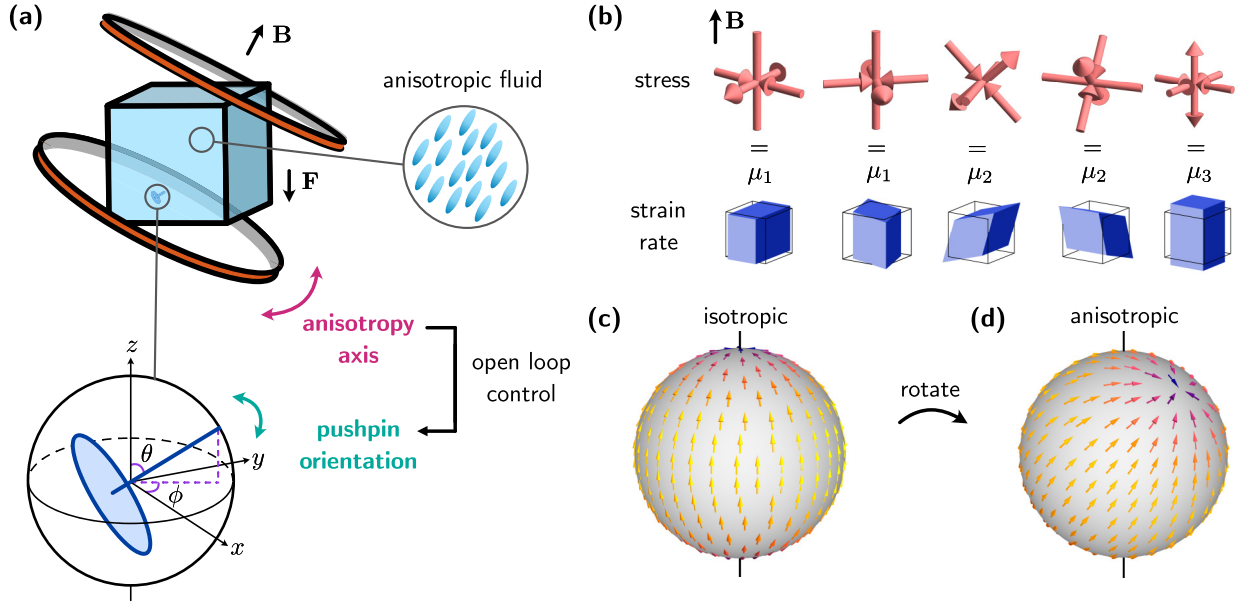 (a)
B
anisotropic fluid
F
anisotropy
axis
open loop
control
pushpin
orientation
z
θ
y
ϕ
x
(b)
B
stress
= = = = =
μ1 μ1 μ2 μ2 μ3
strain
rate
(c)
isotropic
rotate
(d)
anisotropic